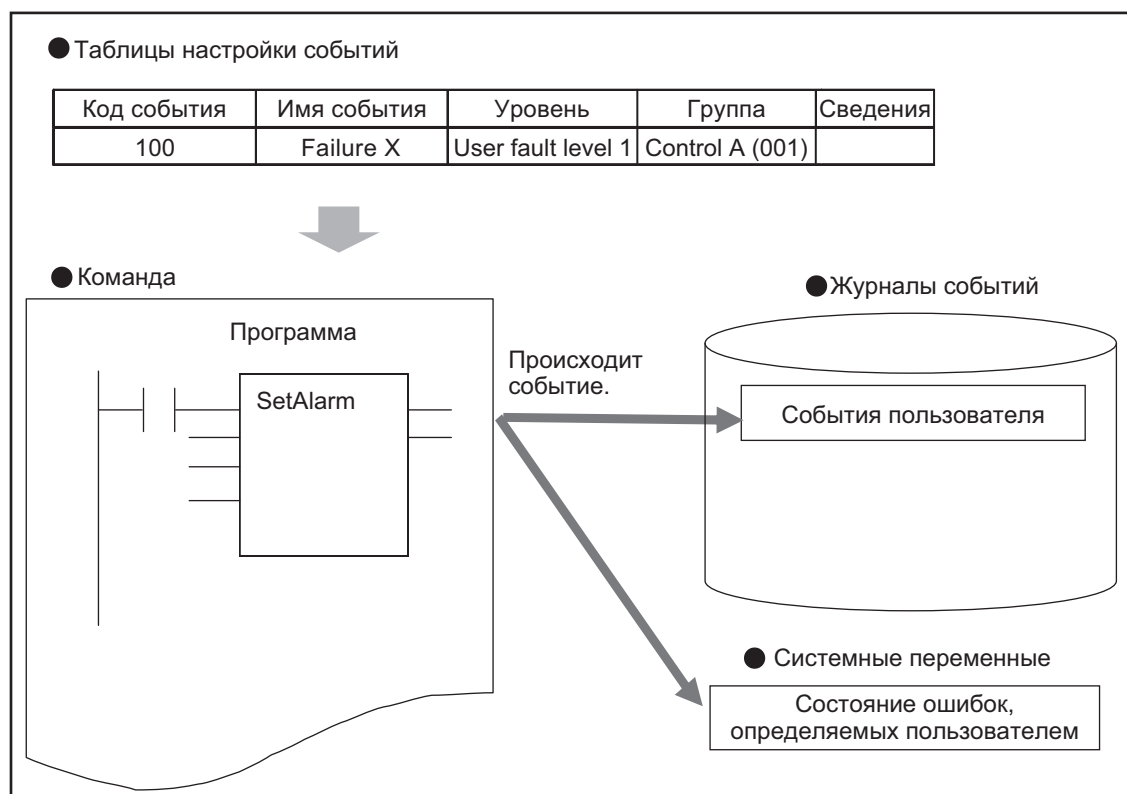 ● Таблицы настройки событий
Код события Имя события Уровень Группа Сведения
100 Failure X User fault level 1 Control A (001)
● Команда
Программа
SetAlarm
Происходит
событие.
● Журналы событий
События пользователя
● Системные переменные
Состояние ошибок,
определяемых пользователем